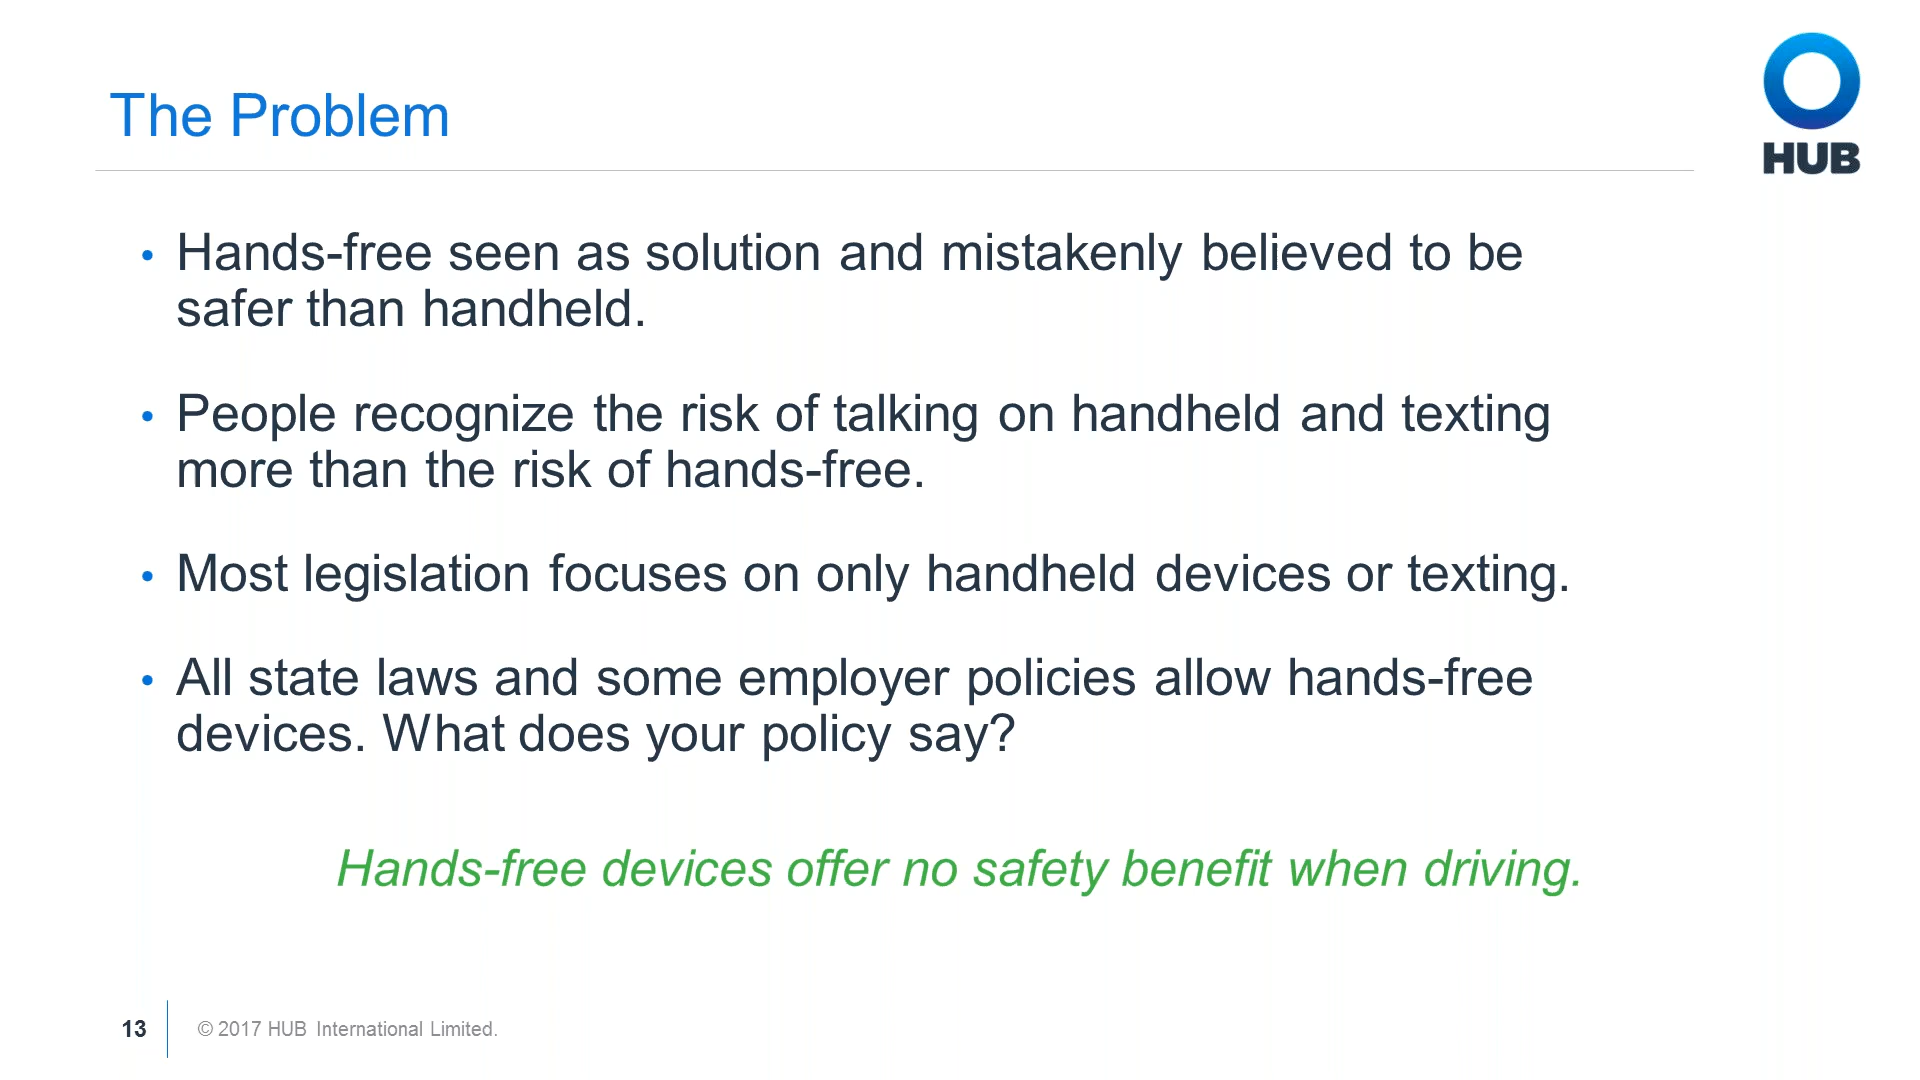 The Problem
HUB
• Hands-free seen as solution and mistakenly believed to be
safer than handheld.
• People recognize the risk of talking on handheld and texting
more than the risk of hands-free.
• Most legislation focuses on only handheld devices or texting.
• All state laws and some employer policies allow hands-free
devices. What does your policy say?
Hands-free devices offer no safety benefit when driving.
13
© 2017 HUB International Limited.